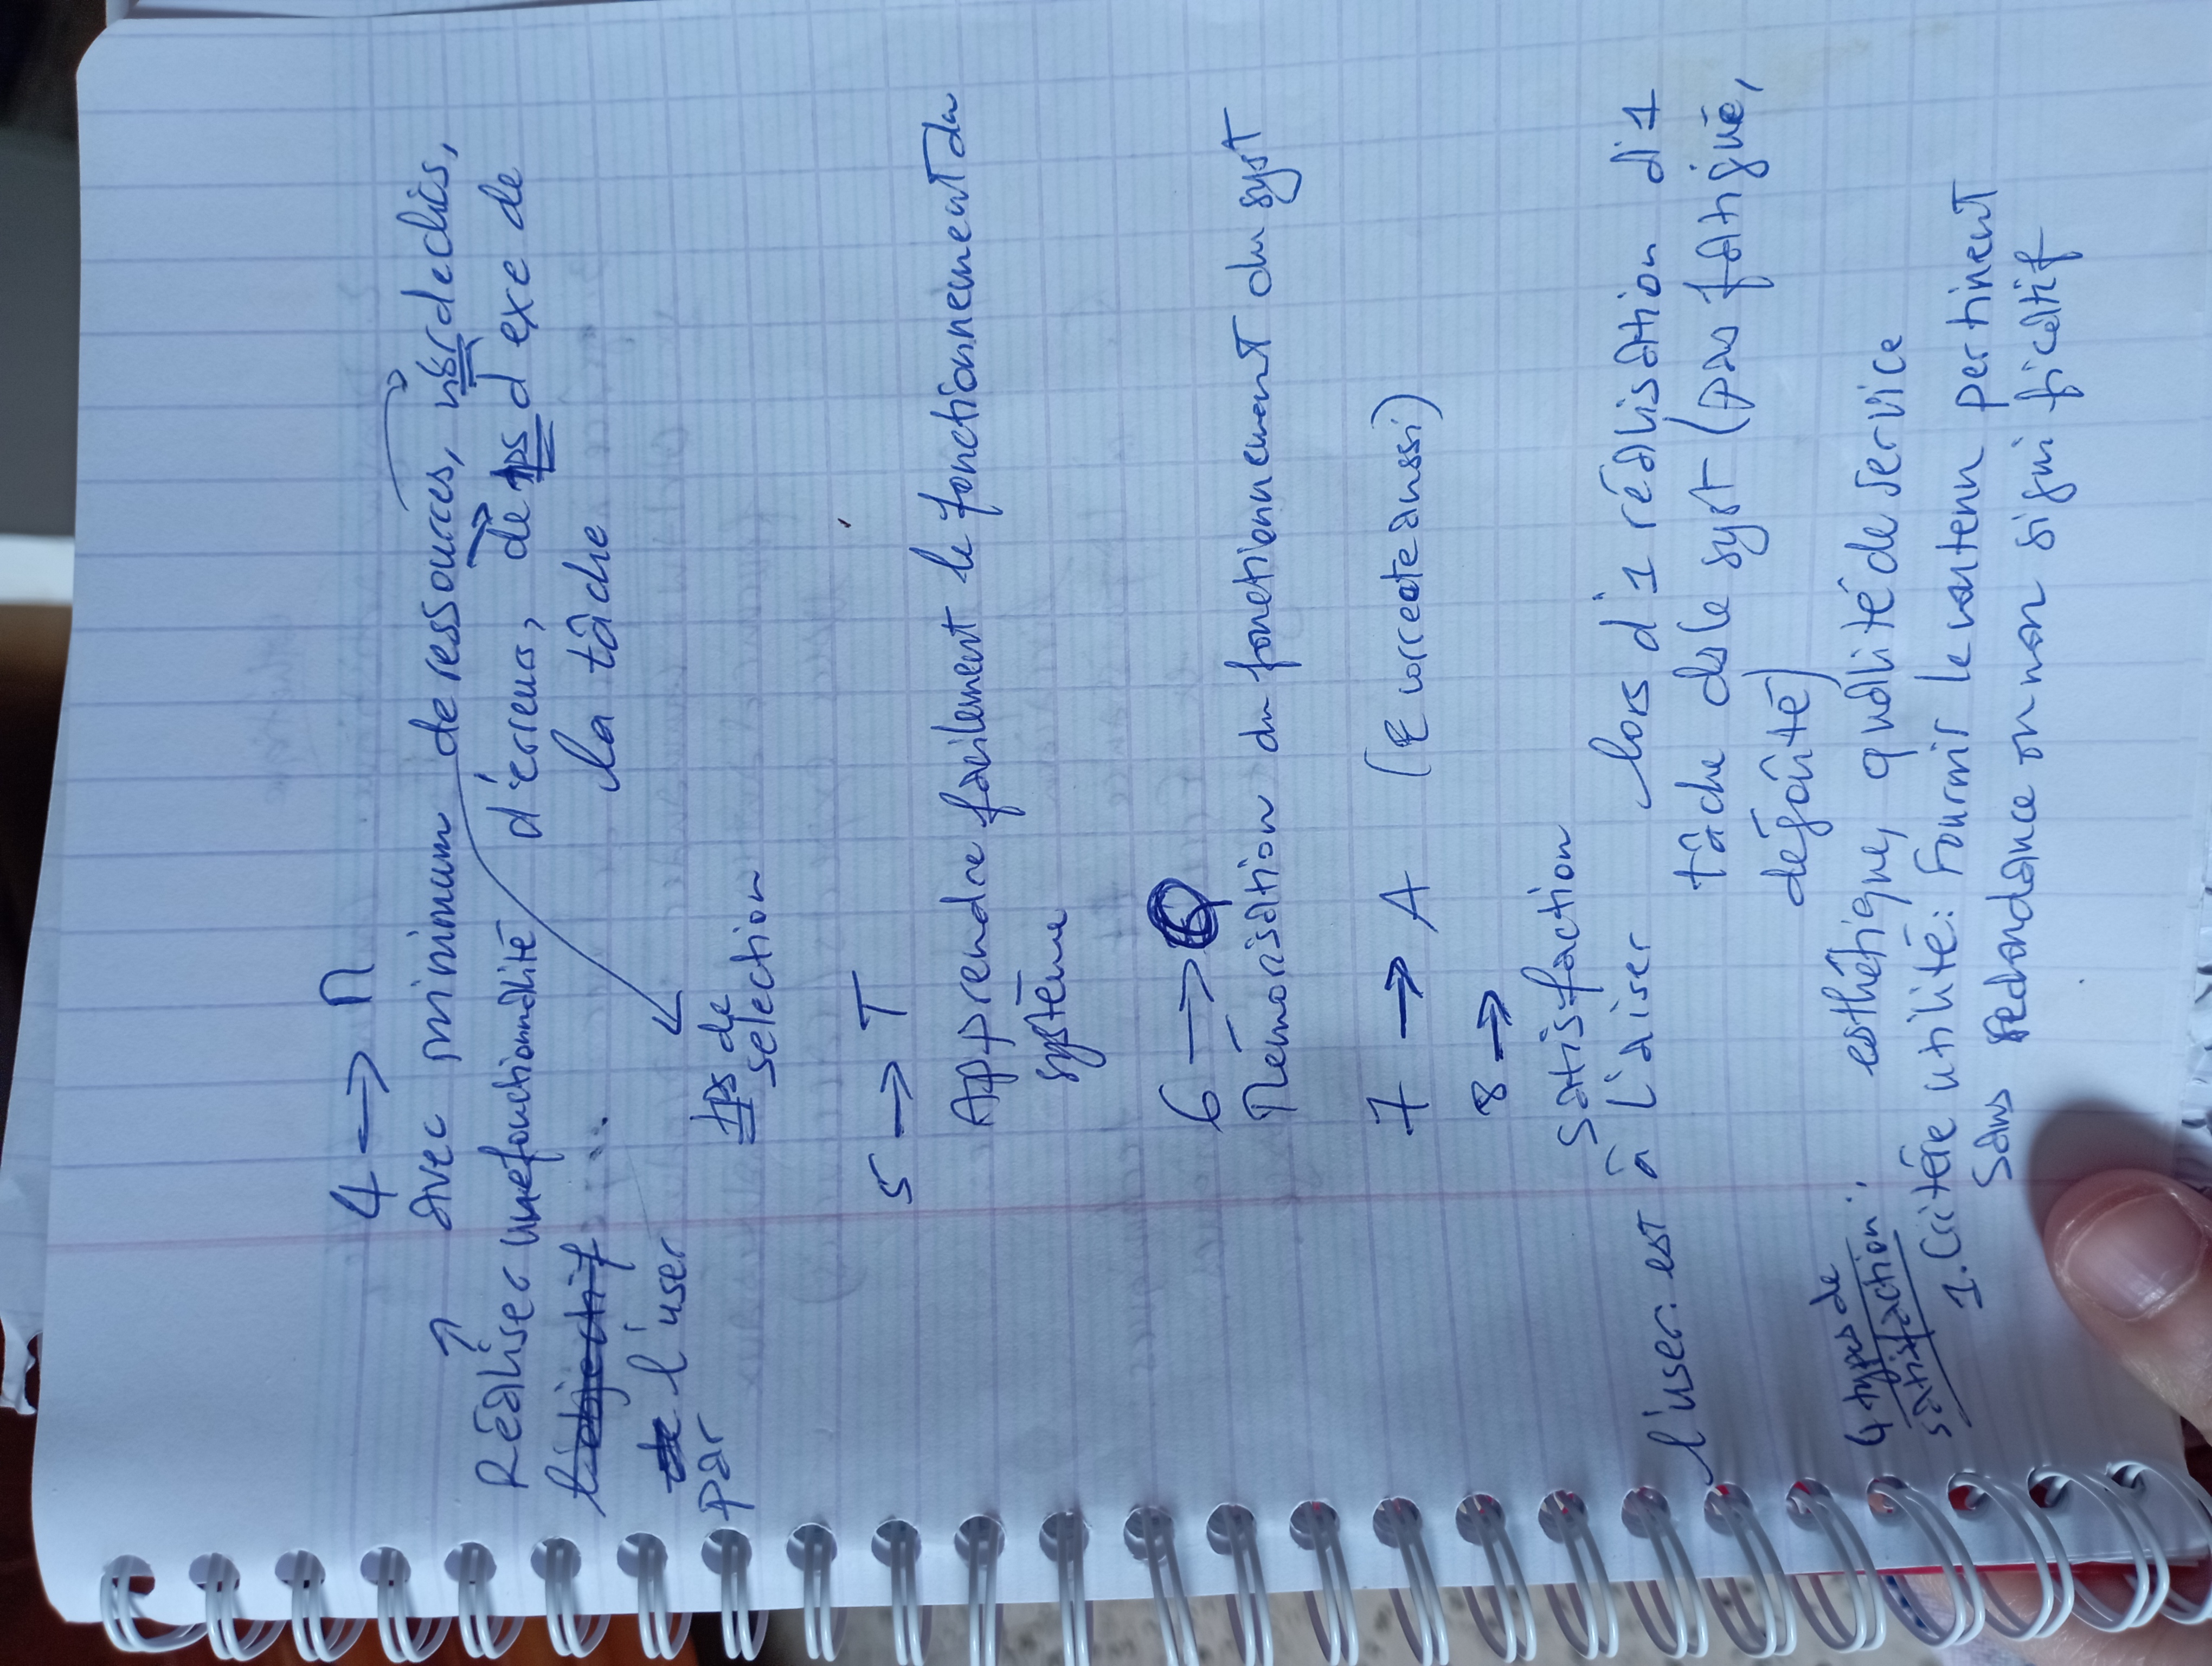 4 → M
avec minimum de ressources, nbr de clics,
Réaliser une fonctionnalité d'erreurs, de tps d'exe de
l'objectif ... la tâche
de l'user
par
tps de
selection
5 → T
Apprendre facilement le fonctionnement du
système
6 → Q
Mémorisation du fonctionnement du syst
7 → A (E correcte aussi)
8 →
satisfaction
l'user est à l'aiser lors d'1 réalisation d'1
tâche ds le syst (pas fatigué,
dégoûté)
4 types de
satisfaction : esthétique, qualité de service
1. Critère utilité : Fournir le contenu pertinent
sans redondance ou non significatif